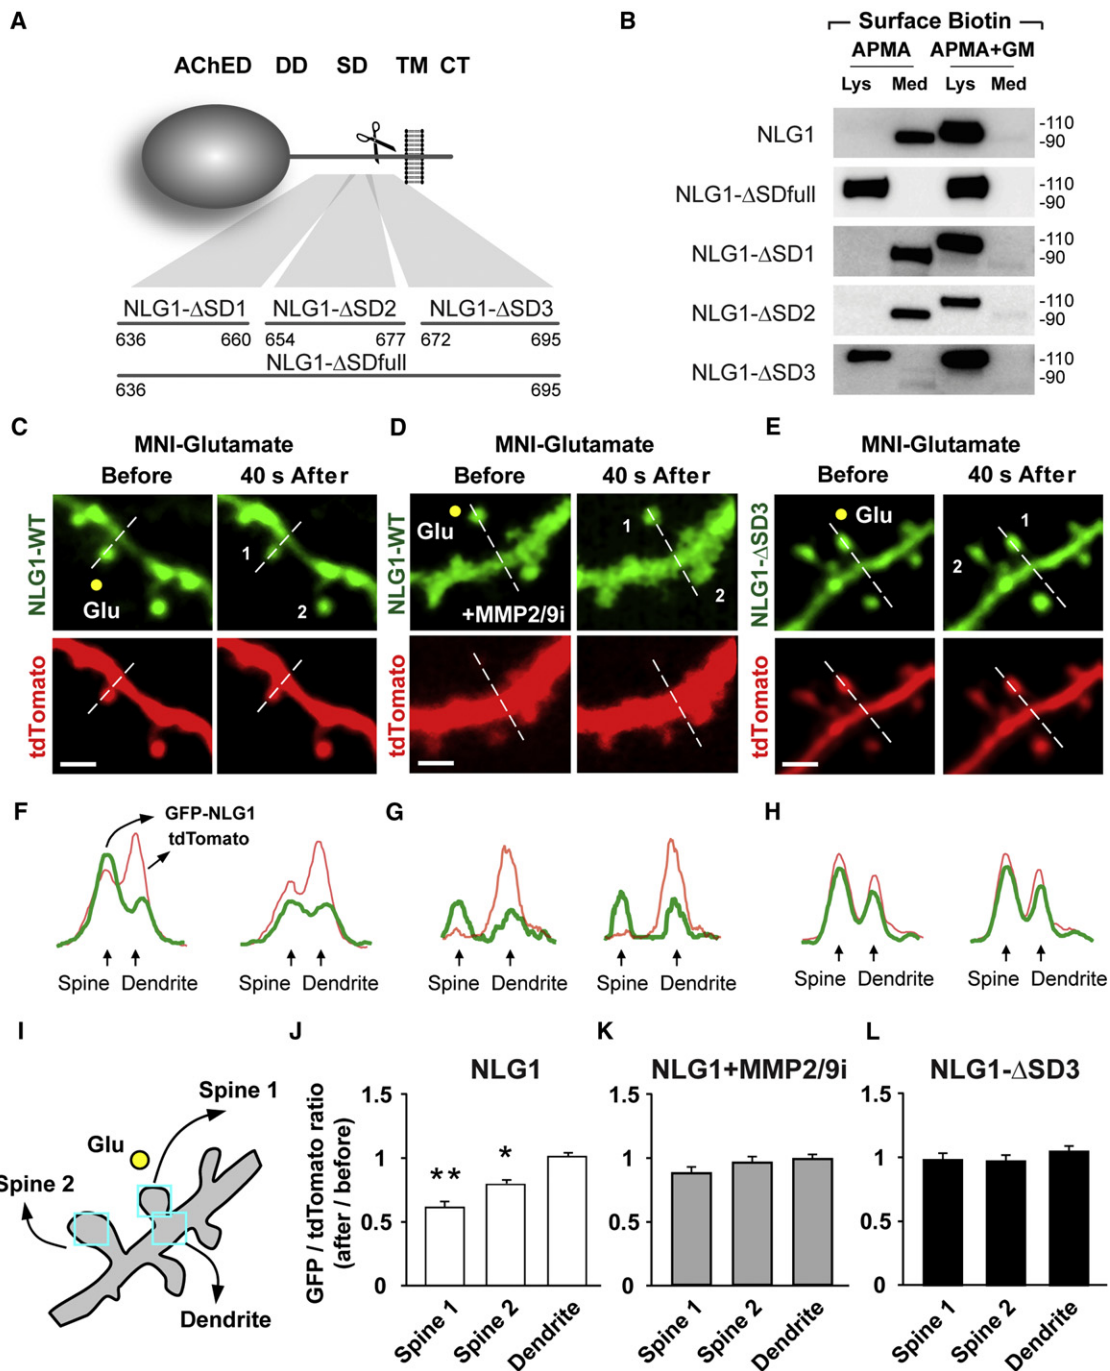 A
AChED DD SD TM CT
NLG1-ΔSD1 NLG1-ΔSD2 NLG1-ΔSD3
636 660 654 677 672 695
NLG1-ΔSDfull
636 695
B
Surface Biotin
APMA APMA+GM
Lys Med Lys Med
NLG1 -110
-90
NLG1-ΔSDfull -110
-90
NLG1-ΔSD1 -110
-90
NLG1-ΔSD2 -110
-90
NLG1-ΔSD3 -110
-90
C
MNI-Glutamate
Before 40 s After
NLG1-WT
Glu
1
2
tdTomato
D
MNI-Glutamate
Before 40 s After
NLG1-WT
Glu
+MMP2/9i
1
2
tdTomato
E
MNI-Glutamate
Before 40 s After
NLG1-ΔSD3
Glu
1
2
tdTomato
F
GFP-NLG1
tdTomato
Spine Dendrite Spine Dendrite
G
Spine Dendrite Spine Dendrite
H
Spine Dendrite Spine Dendrite
I
Spine 1
Glu
Spine 2
Dendrite
J
NLG1
GFP / tdTomato ratio
(after / before)
1.5
1
0.5
0
**
*
Spine 1
Spine 2
Dendrite
K
NLG1+MMP2/9i
1.5
1
0.5
0
Spine 1
Spine 2
Dendrite
L
NLG1-ΔSD3
1.5
1
0.5
0
Spine 1
Spine 2
Dendrite